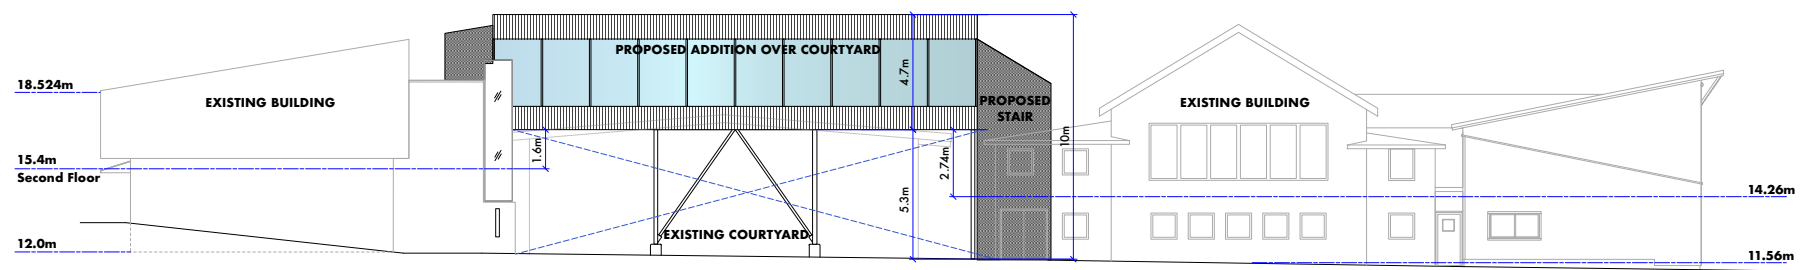 PROPOSED ADDITION OVER COURTYARD
18.524m
EXISTING BUILDING
4.7m
PROPOSED
STAIR
EXISTING BUILDING
10m
1.6m
15.4m
Second Floor
2.74m
5.3m
14.26m
EXISTING COURTYARD
12.0m
11.56m